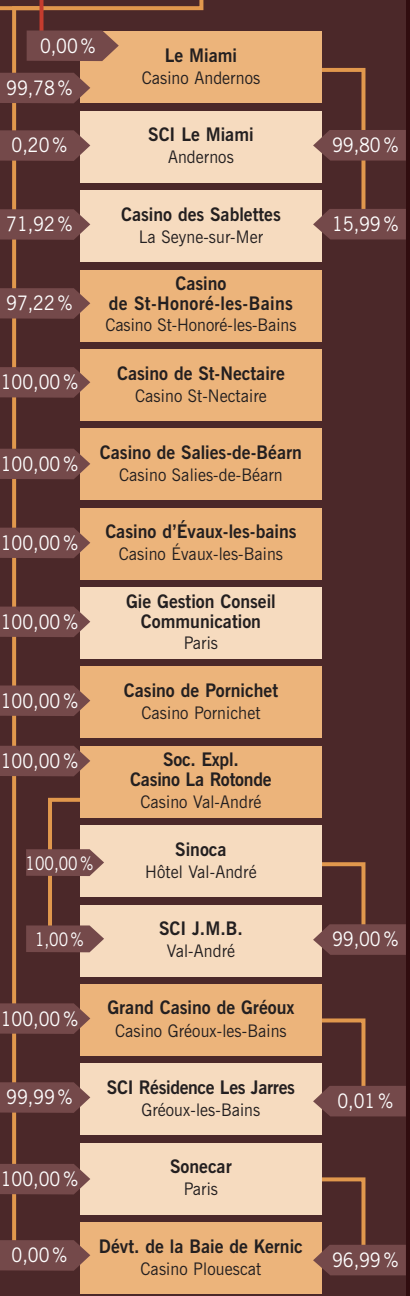 0,00 %
Le Miami
Casino Andernos
99,78 %
0,20 %
SCI Le Miami
Andernos
99,80 %
71,92 %
Casino des Sablettes
La Seyne-sur-Mer
15,99 %
97,22 %
Casino
de St-Honoré-les-Bains
Casino St-Honoré-les-Bains
100,00 %
Casino de St-Nectaire
Casino St-Nectaire
100,00 %
Casino de Salies-de-Béarn
Casino Salies-de-Béarn
100,00 %
Casino d'Évaux-les-bains
Casino Évaux-les-Bains
100,00 %
Gie Gestion Conseil
Communication
Paris
100,00 %
Casino de Pornichet
Casino Pornichet
100,00 %
Soc. Expl.
Casino La Rotonde
Casino Val-André
100,00 %
Sinoca
Hôtel Val-André
1,00 %
SCI J.M.B.
Val-André
99,00 %
100,00 %
Grand Casino de Gréoux
Casino Gréoux-les-Bains
99,99 %
SCI Résidence Les Jarres
Gréoux-les-Bains
0,01 %
100,00 %
Sonecar
Paris
0,00 %
Dévt. de la Baie de Kernic
Casino Plouescat
96,99 %